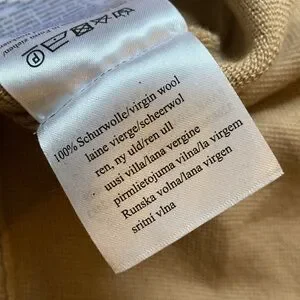 100% Schurwolle/virgin wool
laine vierge/scheerwol
ren, ny uld/ren ull
uusi villa/lana vergine
pirmlietojuma vilna/la virgem
Runska volna/lana virgen
sritni vlna